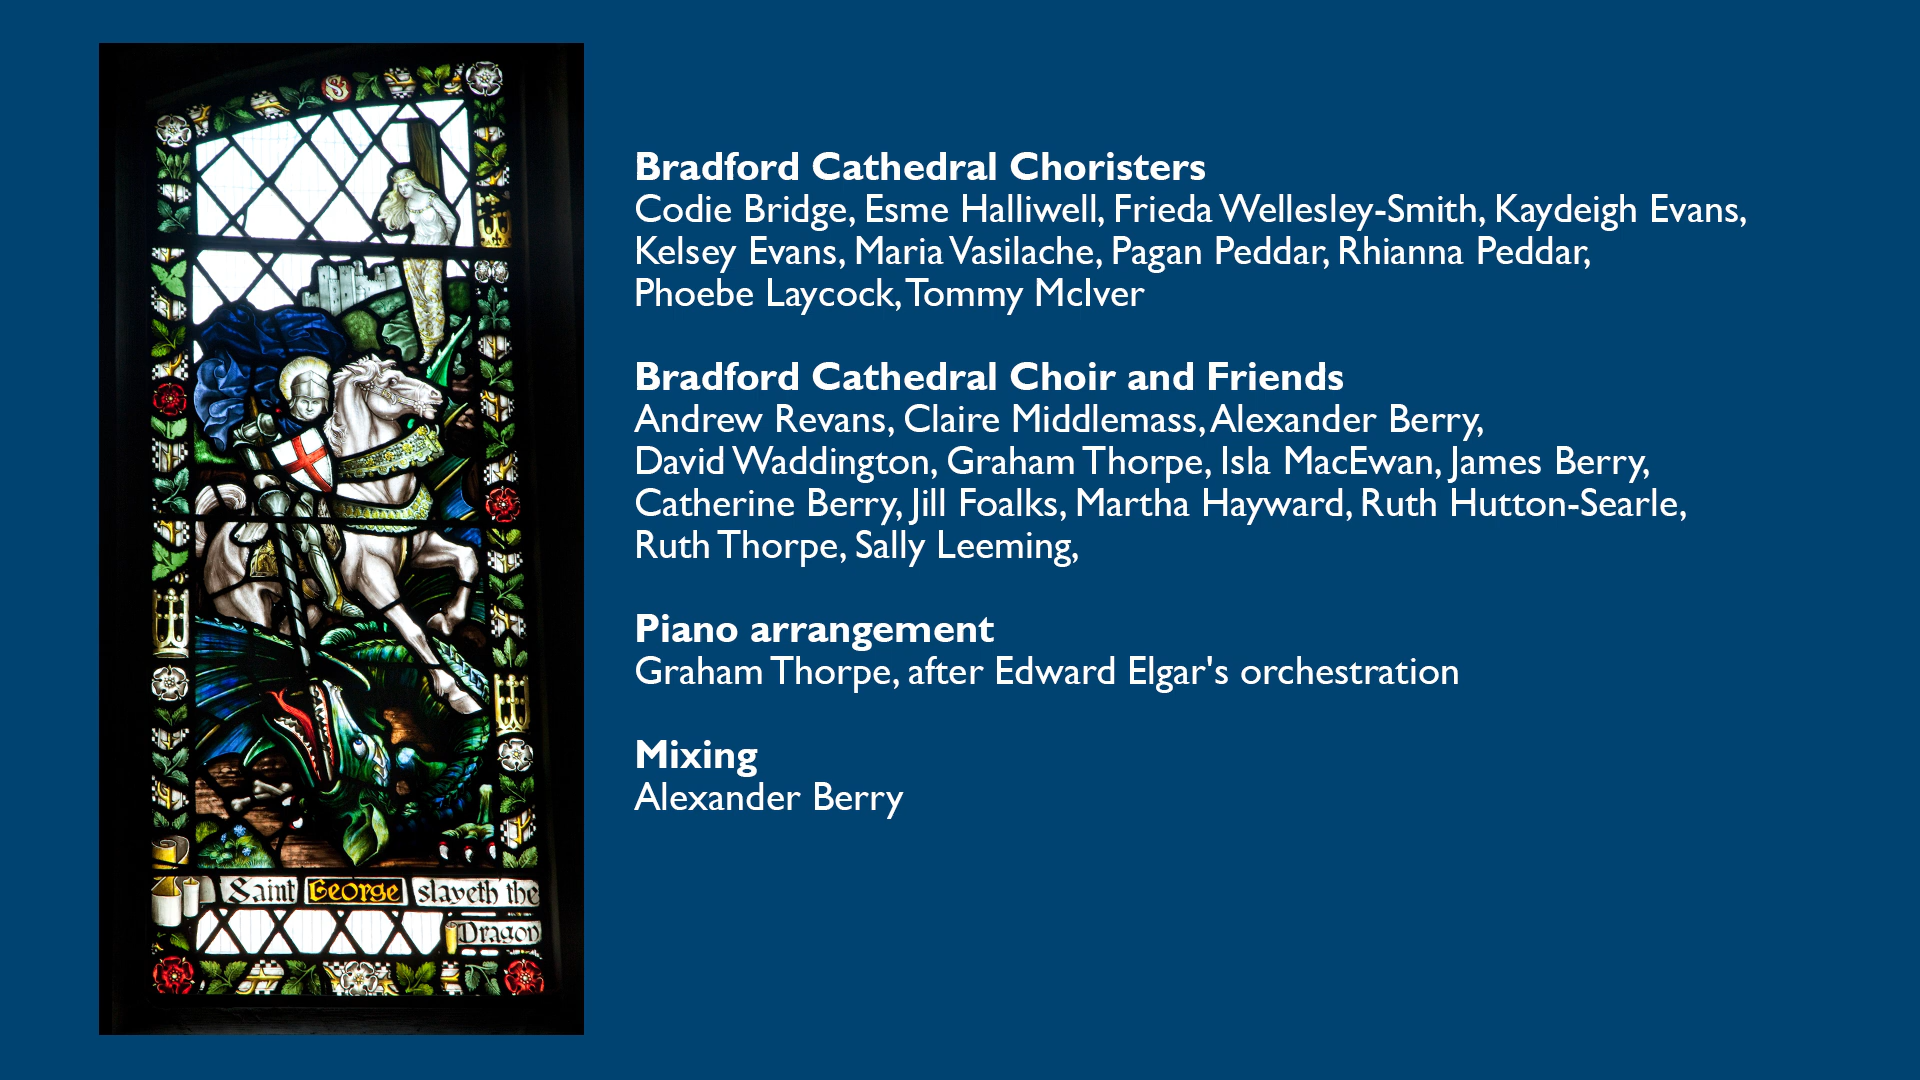 Saint George slayeth the
Dragon
Bradford Cathedral Choristers
Codie Bridge, Esme Halliwell, Frieda Wellesley-Smith, Kaydeigh Evans,
Kelsey Evans, Maria Vasilache, Pagan Peddar, Rhianna Peddar,
Phoebe Laycock, Tommy McIver
Bradford Cathedral Choir and Friends
Andrew Revans, Claire Middlemass, Alexander Berry,
David Waddington, Graham Thorpe, Isla MacEwan, James Berry,
Catherine Berry, Jill Foalks, Martha Hayward, Ruth Hutton-Searle,
Ruth Thorpe, Sally Leeming,
Piano arrangement
Graham Thorpe, after Edward Elgar's orchestration
Mixing
Alexander Berry